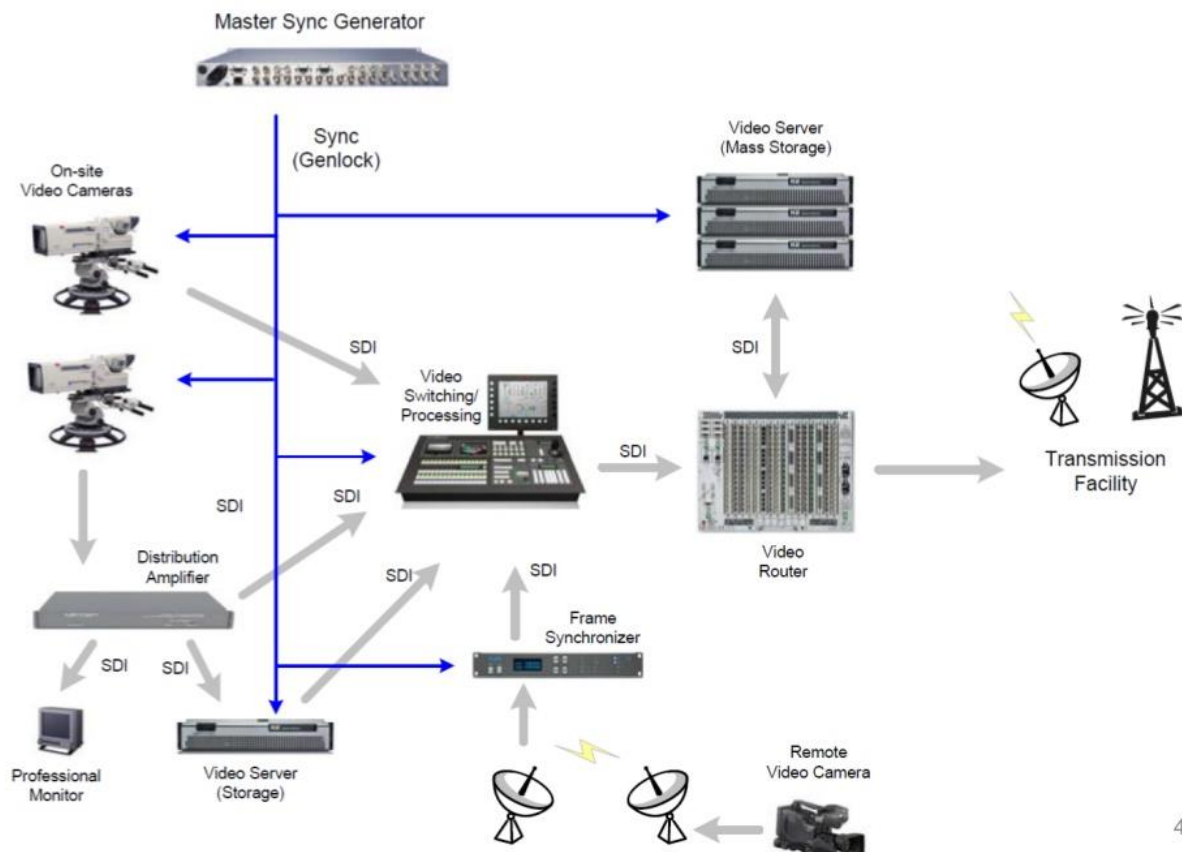 Master Sync Generator
Sync
(Genlock)
Video Server
(Mass Storage)
On-site
Video Cameras
SDI
SDI
Video
Switching/
Processing
SDI
Transmission
Facility
SDI
SDI
Video
Router
Distribution
Amplifier
SDI
SDI
Frame
Synchronizer
SDI
SDI
Professional
Monitor
Video Server
(Storage)
Remote
Video Camera
4